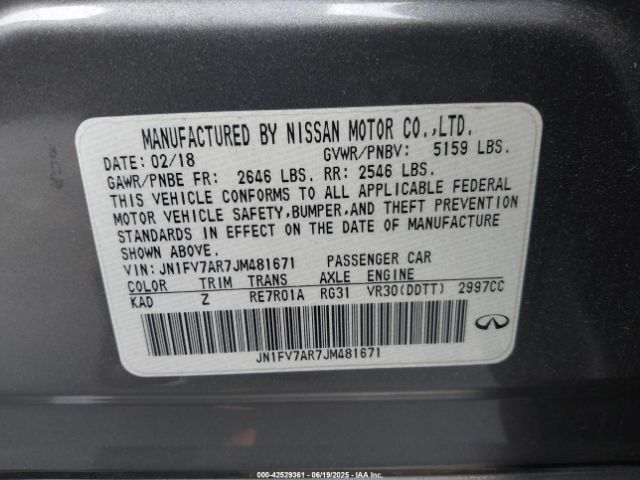 MANUFACTURED BY NISSAN MOTOR CO.,LTD.
DATE: 02/18 GVWR/PNBV: 5159 LBS.
GAWR/PNBE FR: 2646 LBS. RR: 2546 LBS.
THIS VEHICLE CONFORMS TO ALL APPLICABLE FEDERAL
MOTOR VEHICLE SAFETY,BUMPER,AND THEFT PREVENTION
STANDARDS IN EFFECT ON THE DATE OF MANUFACTURE
SHOWN ABOVE.
VIN: JN1FV7AR7JM481671 PASSENGER CAR
COLOR TRIM TRANS AXLE ENGINE
KAD Z RE7R01A RG31 VR30(DDTT) 2997CC
JN1FV7AR7JM481671
INFINITI
000-42529361 - 06/19/2025 - IAA Inc.